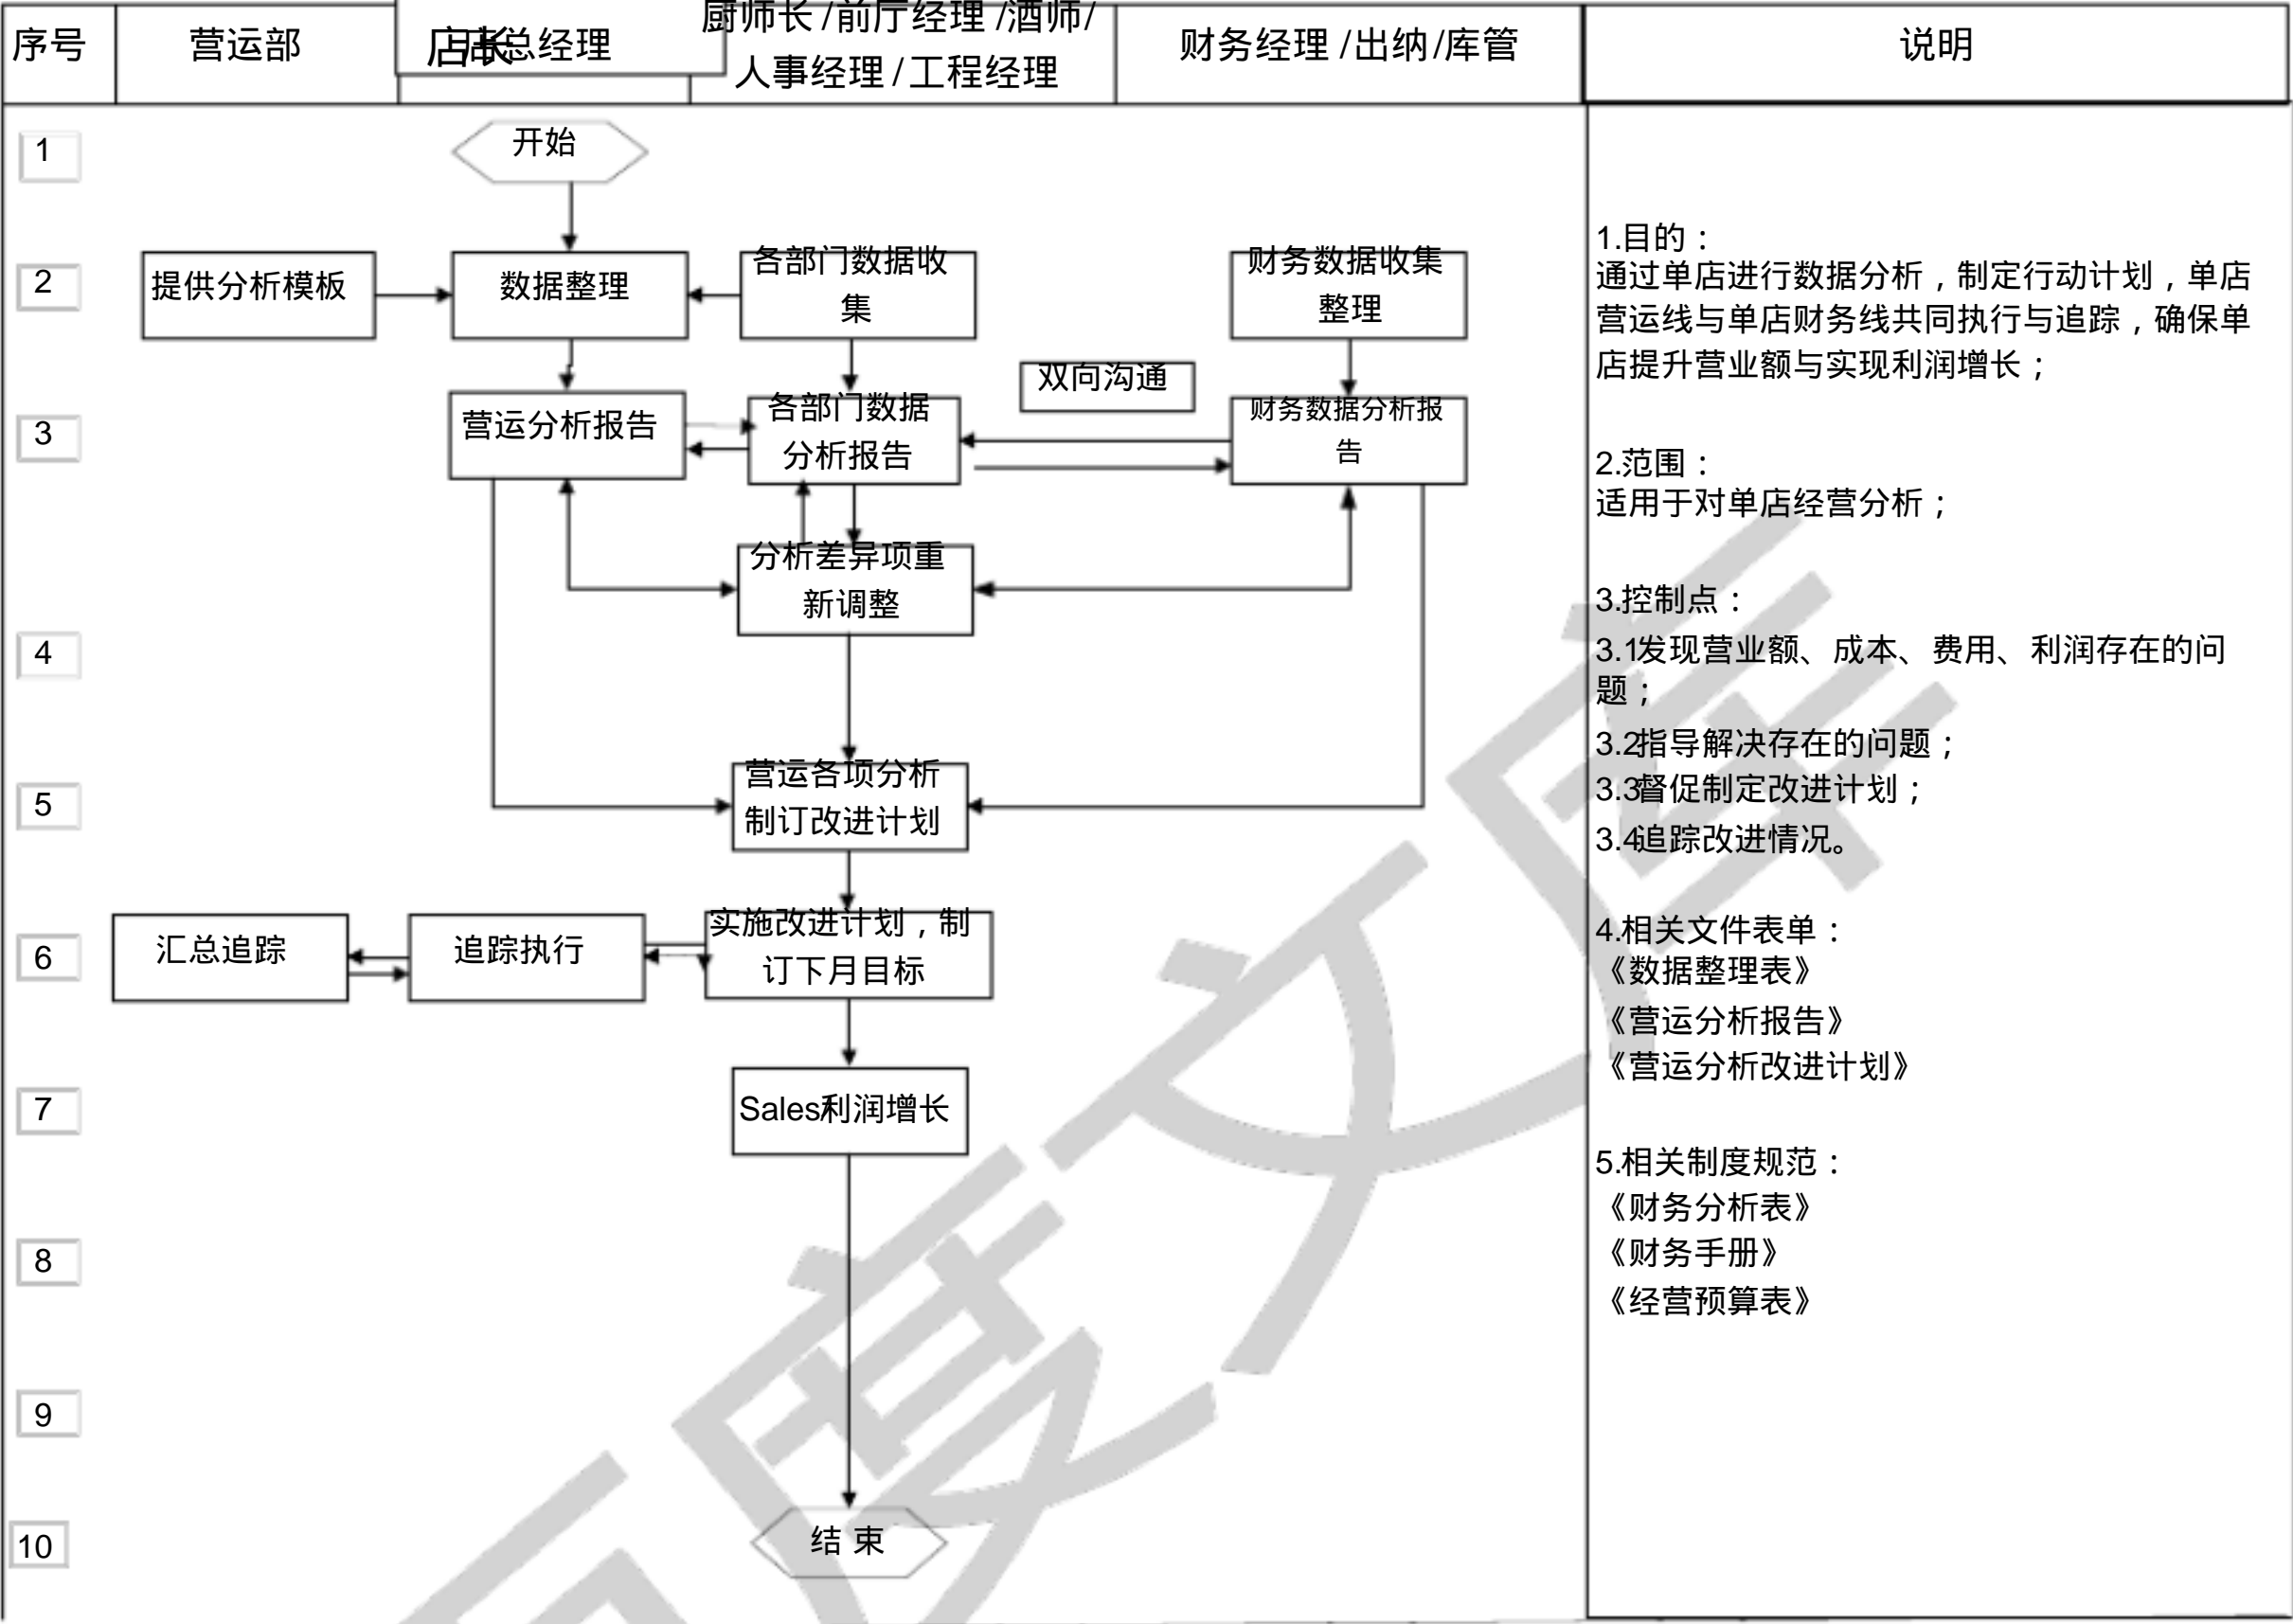 序号
营运部
店长
总经理
厨师长/前厅经理/酒师/
人事经理/工程经理
财务经理/出纳/库管
说明
1
开始
2
提供分析模板
数据整理
各部门数据收
集
财务数据收集
整理
双向沟通
3
营运分析报告
各部门数据
分析报告
财务数据分析报
告
分析差异项重
新调整
4
5
营运各项分析
制订改进计划
6
汇总追踪
追踪执行
实施改进计划，制
订下月目标
7
Sales/利润增长
8
9
10
结 束
1.目的：
通过单店进行数据分析，制定行动计划，单店
营运线与单店财务线共同执行与追踪，确保单
店提升营业额与实现利润增长；
2.范围：
适用于对单店经营分析；
3.控制点：
3.1发现营业额、成本、费用、利润存在的问
题；
3.2指导解决存在的问题；
3.3督促制定改进计划；
3.4追踪改进情况。
4.相关文件表单：
《数据整理表》
《营运分析报告》
《营运分析改进计划》
5.相关制度规范：
《财务分析表》
《财务手册》
《经营预算表》
度文库